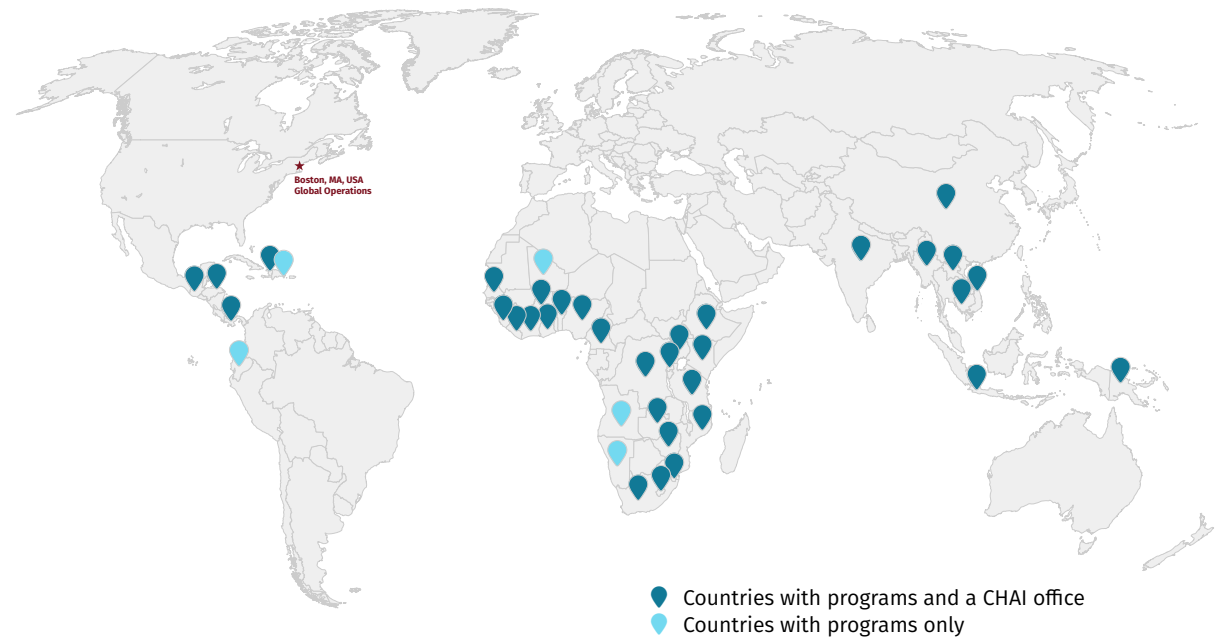 Boston, MA, USA
Global Operations
Countries with programs and a CHAI office
Countries with programs only